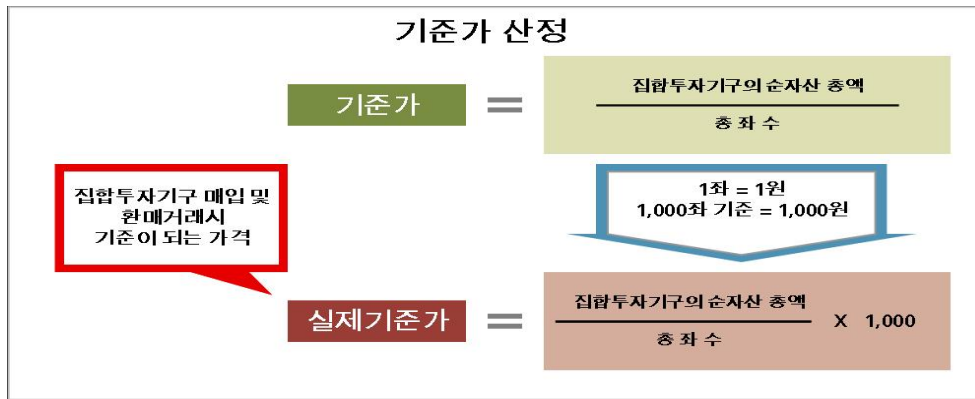 기준가 산정
기준가 =
집합투자기구의 순자산 총액
총 좌 수
집합투자기구 매입 및
환매거래시
기준이 되는 가격
1좌 = 1원
1,000좌 기준 = 1,000원
실제기준가 =
집합투자기구의 순자산 총액
총 좌 수
X 1,000